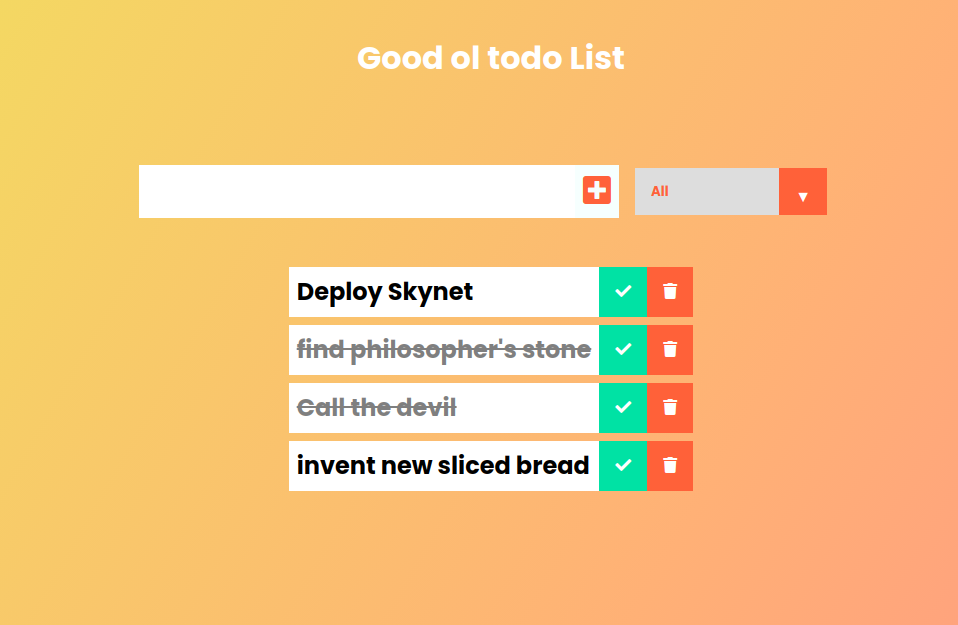 Good ol todo List
All
Deploy Skynet
find philosopher's stone
Call the devil
invent new sliced bread